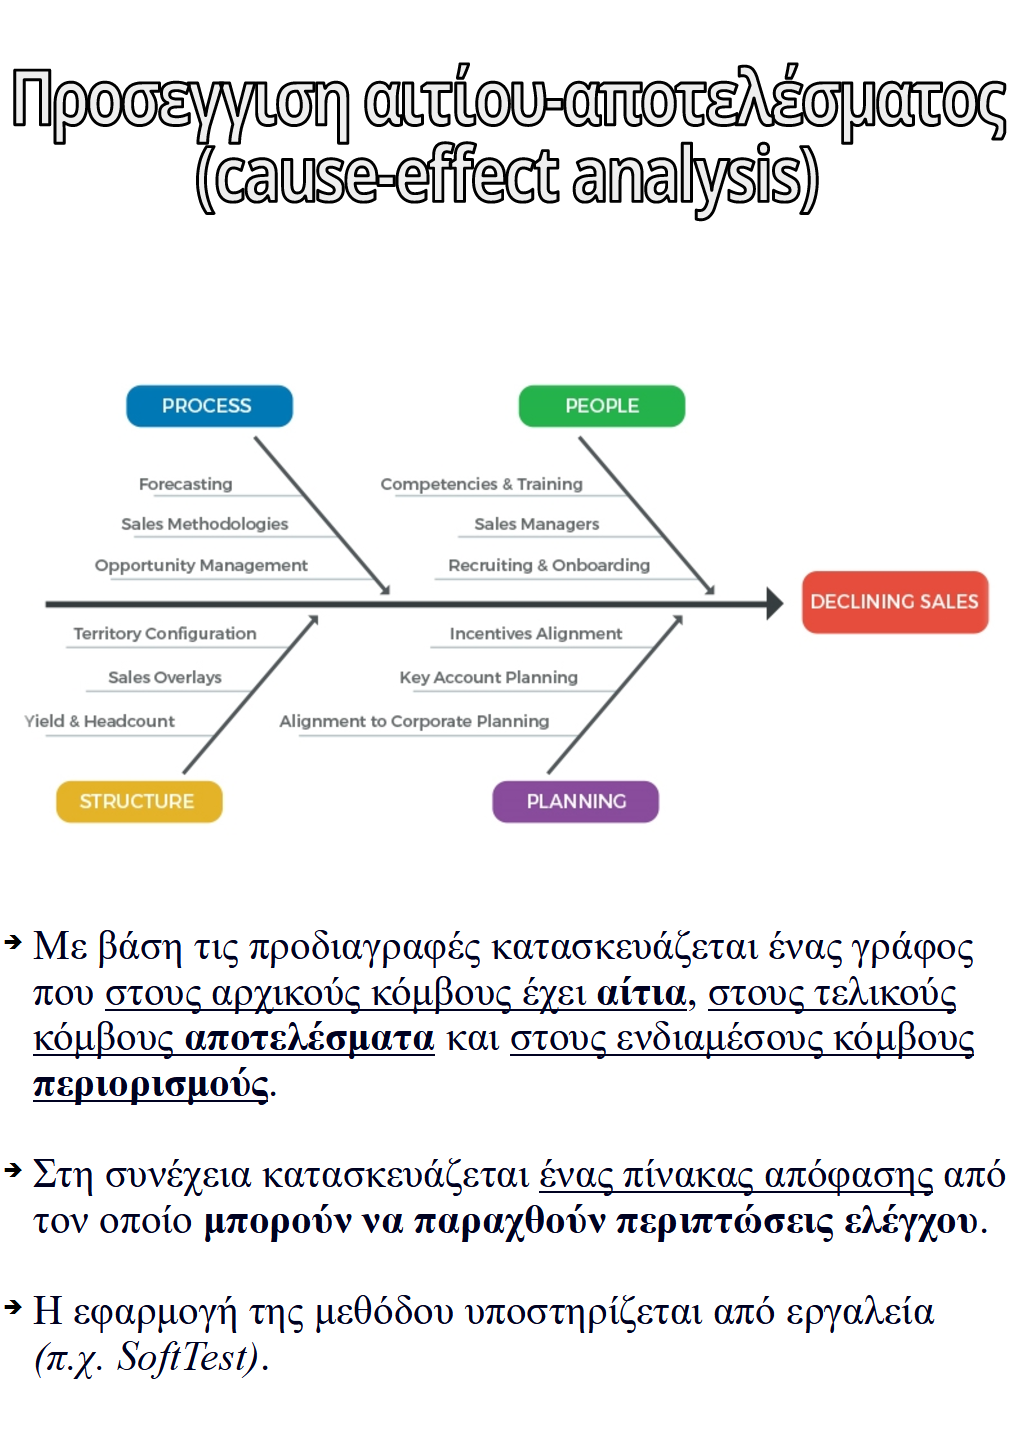 Προσεγγιση αιτίου-αποτελέσματος
(cause-effect analysis)
PROCESS
PEOPLE
Forecasting
Competencies & Training
Sales Methodologies
Sales Managers
Opportunity Management
Recruiting & Onboarding
DECLINING SALES
Territory Configuration
Incentives Alignment
Sales Overlays
Key Account Planning
Yield & Headcount
Alignment to Corporate Planning
STRUCTURE
PLANNING
➔ Με βάση τις προδιαγραφές κατασκευάζεται ένας γράφος
που στους αρχικούς κόμβους έχει αίτια, στους τελικούς
κόμβους αποτελέσματα και στους ενδιαμέσους κόμβους
περιορισμούς.
➔ Στη συνέχεια κατασκευάζεται ένας πίνακας απόφασης από
τον οποίο μπορούν να παραχθούν περιπτώσεις ελέγχου.
➔ Η εφαρμογή της μεθόδου υποστηρίζεται από εργαλεία
(π.χ. SoftTest).